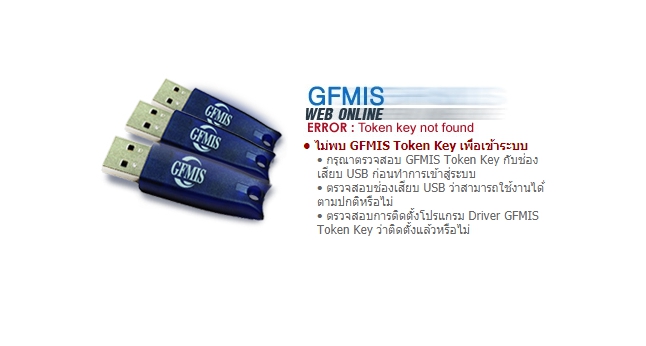 GFMIS
GFMIS
GFMIS
GFMIS
WEB ONLINE
ERROR : Token key not found
• ไม่พบ GFMIS Token Key เพื่อเข้าระบบ
• กรุณาตรวจสอบ GFMIS Token Key กับช่อง
เสียบ USB ก่อนทำการเข้าสู่ระบบ
• ตรวจสอบช่องเสียบ USB ว่าสามารถใช้งานได้
ตามปกติหรือไม่
• ตรวจสอบการติดตั้งโปรแกรม Driver GFMIS
Token Key ว่าติดตั้งแล้วหรือไม่